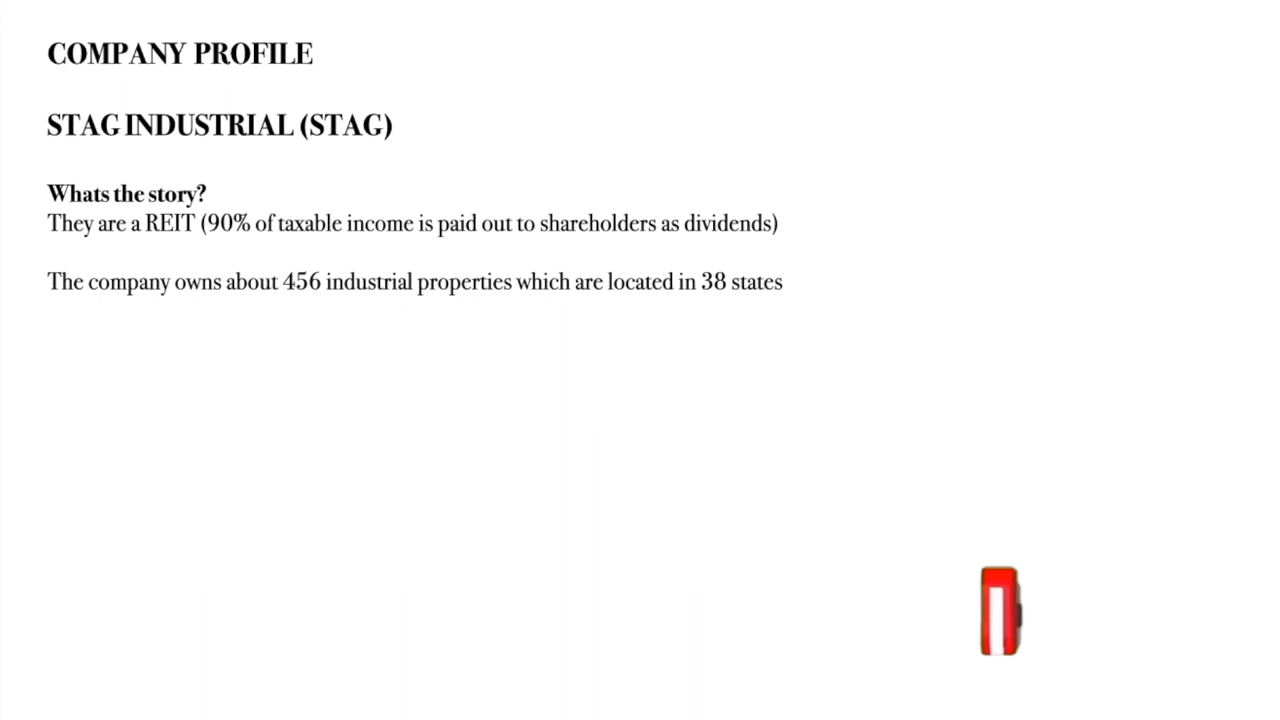 COMPANY PROFILE
STAG INDUSTRIAL (STAG)
Whats the story?
They are a REIT (90% of taxable income is paid out to shareholders as dividends)
The company owns about 456 industrial properties which are located in 38 states